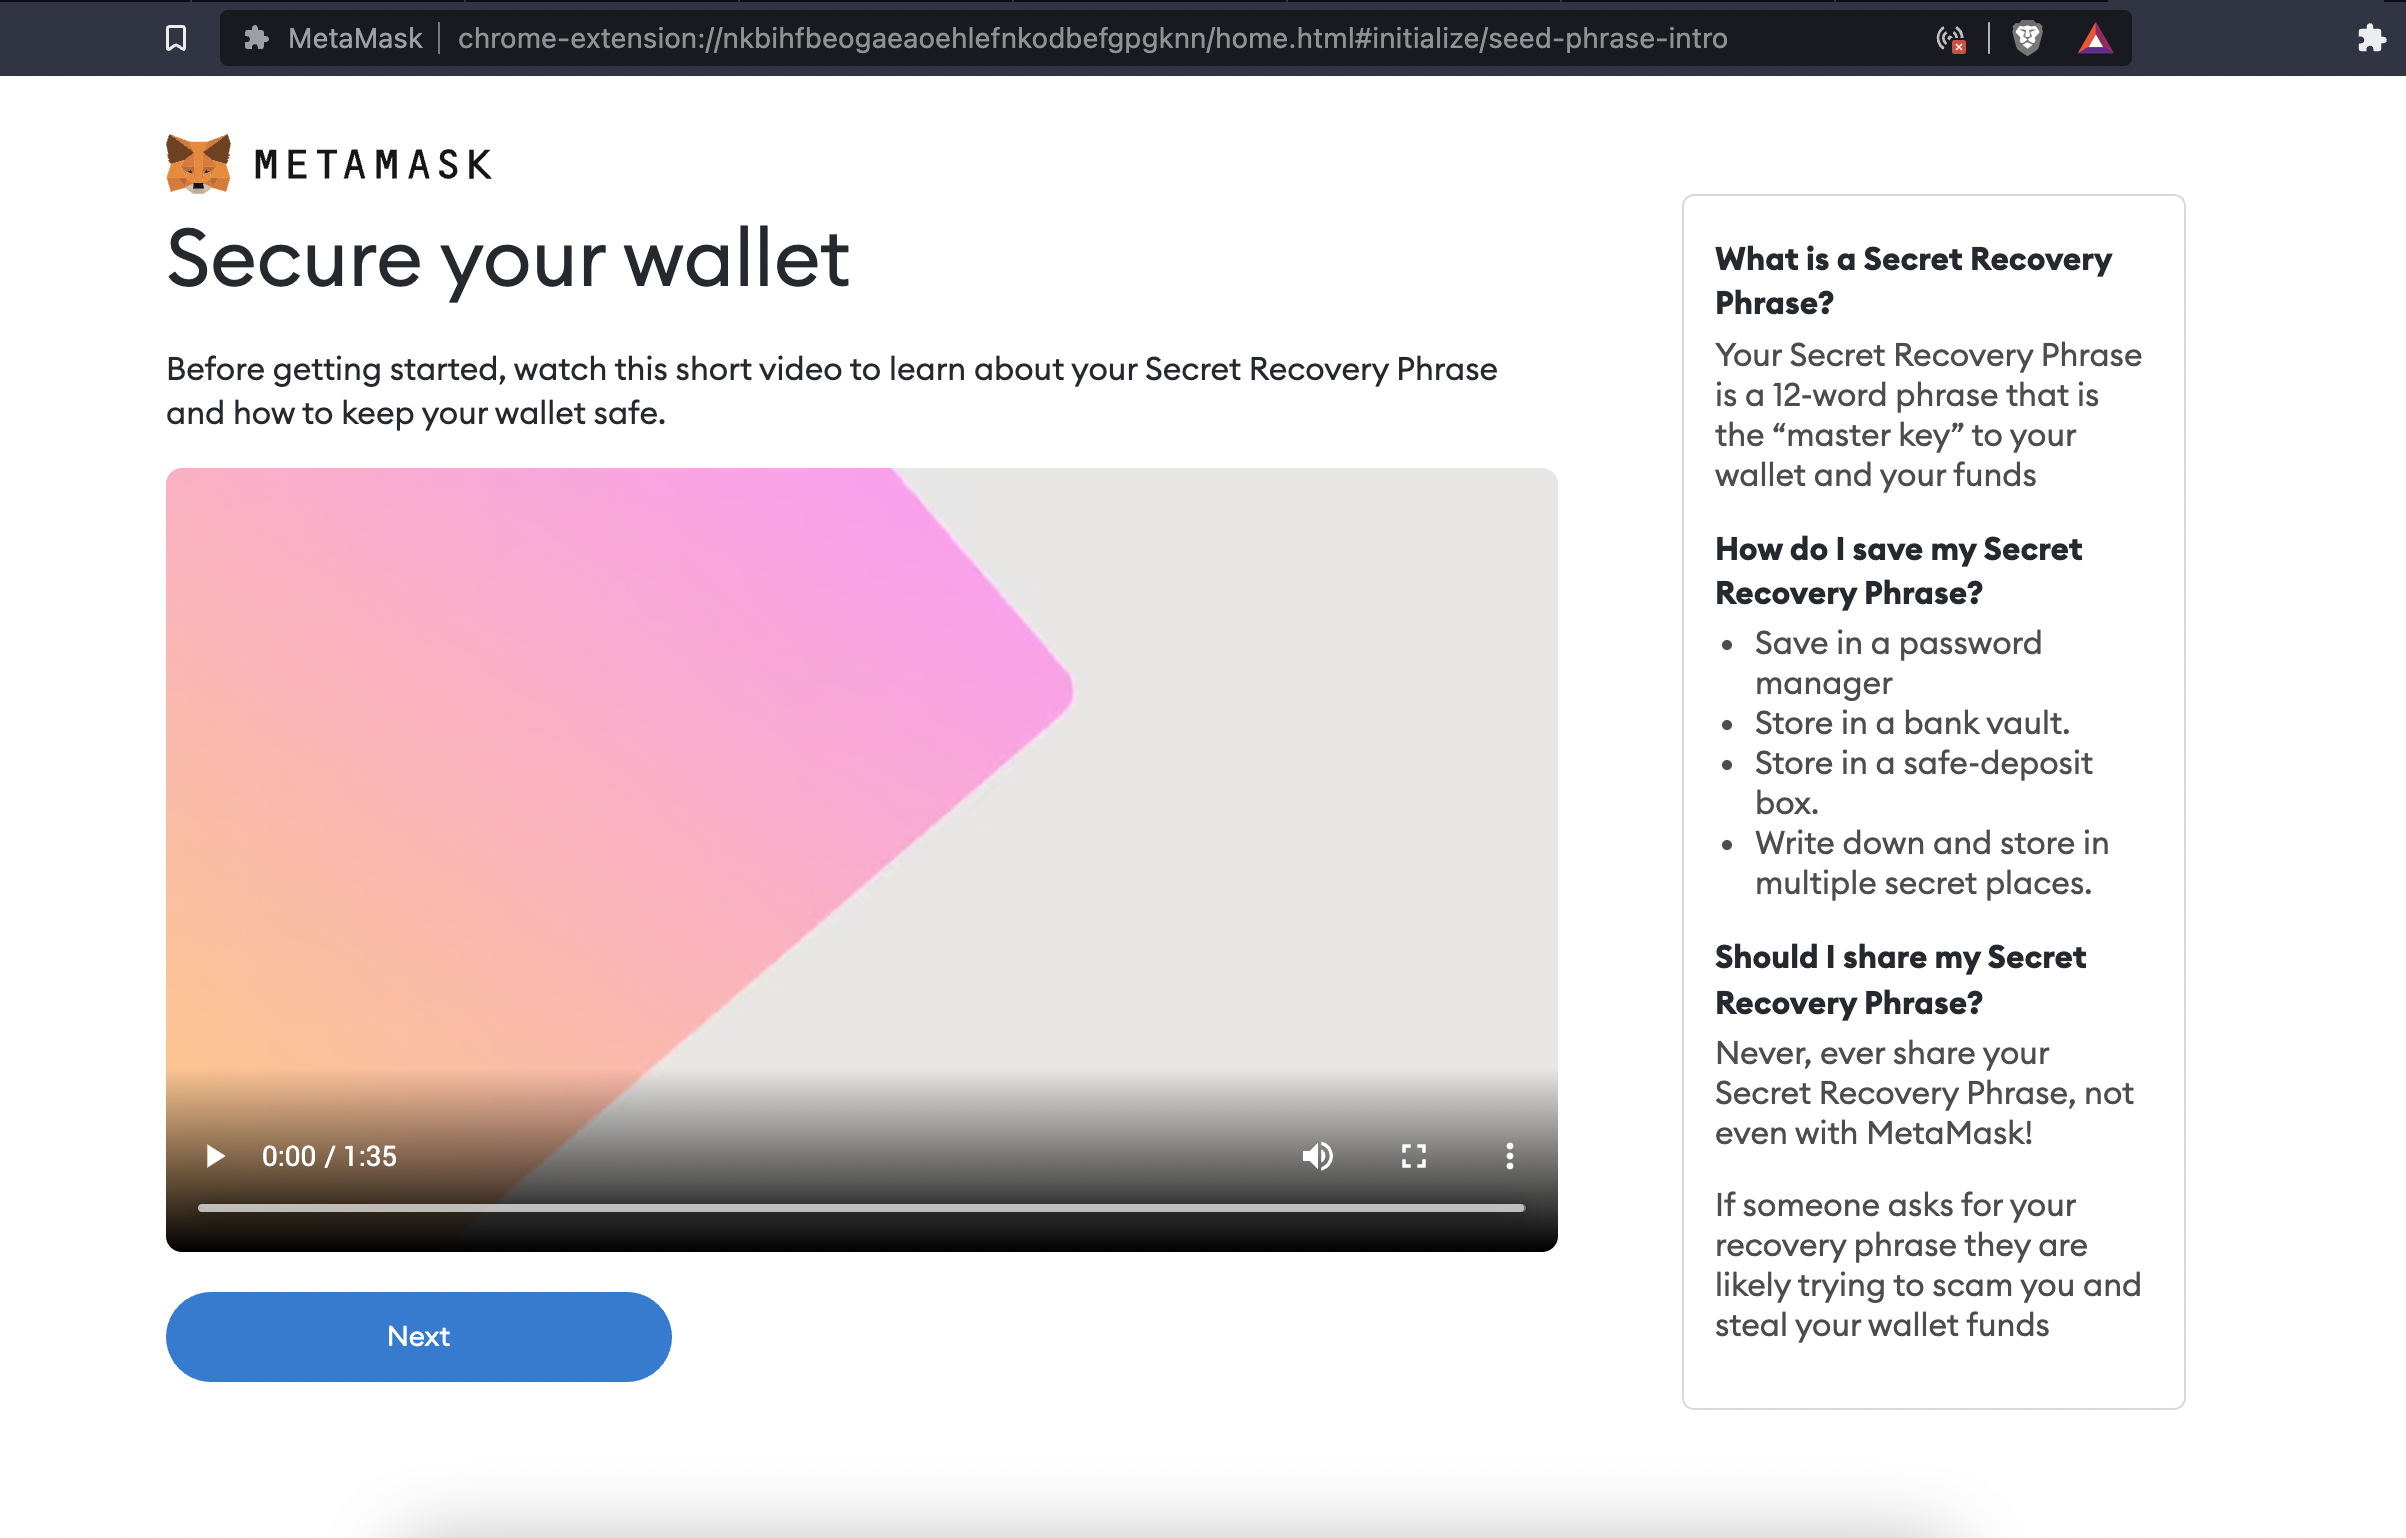 MetaMask
chrome-extension://nkbihfbeogaeaoehlefnkodbefgpgknn/home.html#initialize/seed-phrase-intro
METAMASK
Secure your wallet
Before getting started, watch this short video to learn about your Secret Recovery Phrase
and how to keep your wallet safe.
0:00 / 1:35
Next
What is a Secret Recovery
Phrase?
Your Secret Recovery Phrase
is a 12-word phrase that is
the “master key” to your
wallet and your funds
How do I save my Secret
Recovery Phrase?
• Save in a password
manager
• Store in a bank vault.
• Store in a safe-deposit
box.
• Write down and store in
multiple secret places.
Should I share my Secret
Recovery Phrase?
Never, ever share your
Secret Recovery Phrase, not
even with MetaMask!
If someone asks for your
recovery phrase they are
likely trying to scam you and
steal your wallet funds